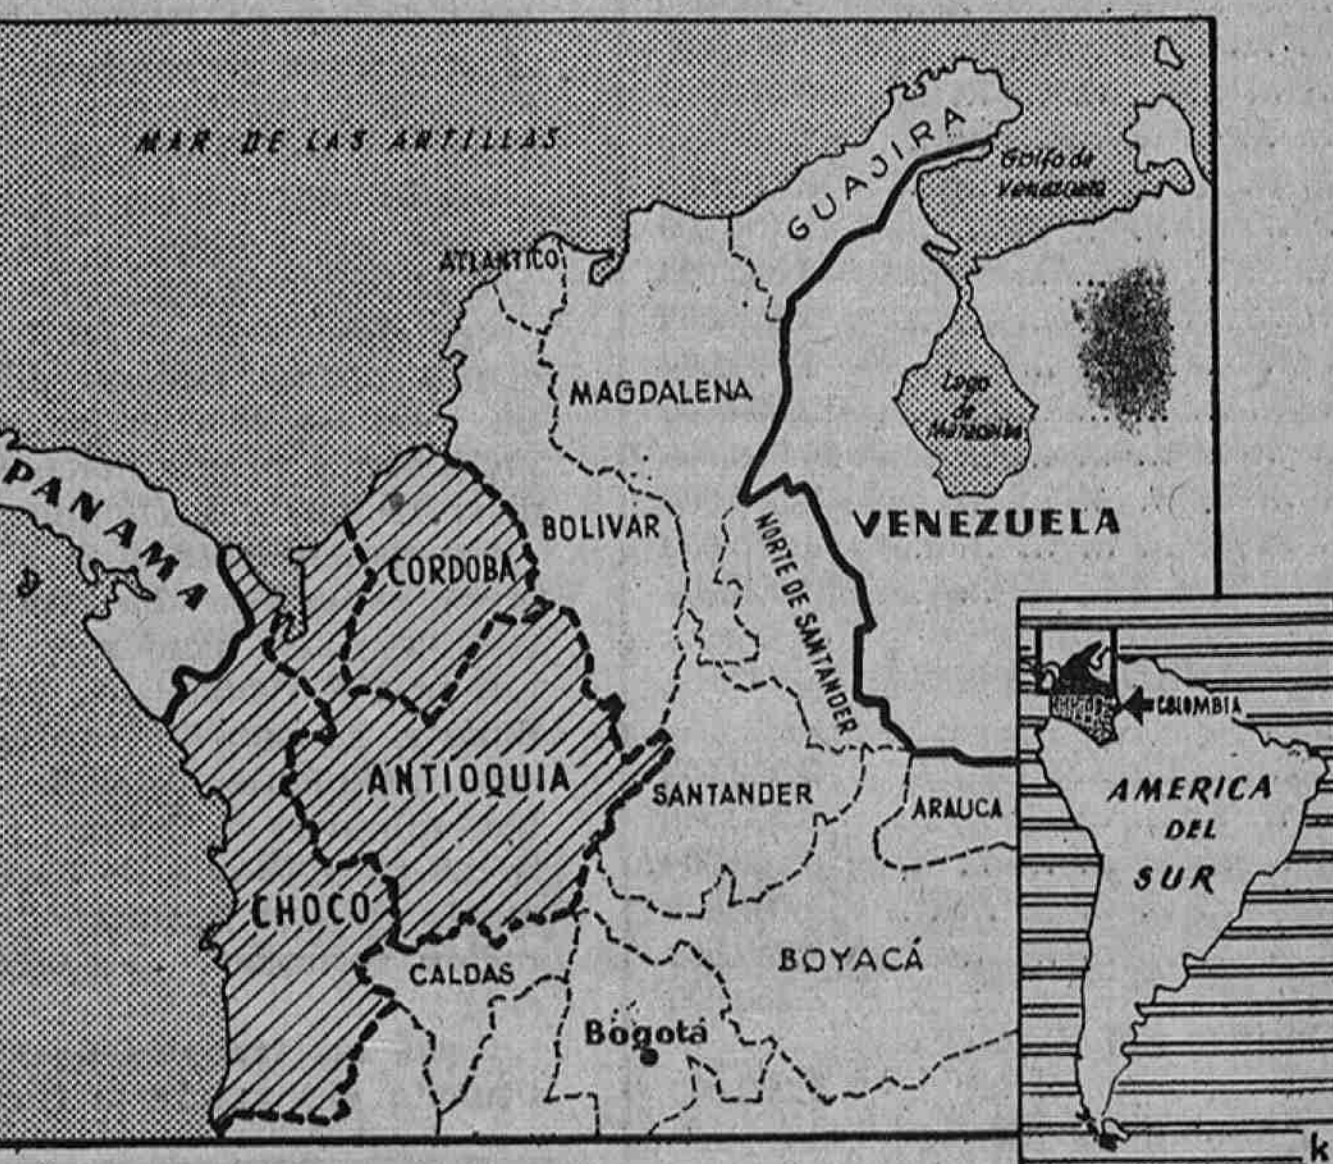 MAR DE LAS ANTILLAS
GUAJIRA
Golfo de
Venezuela
ATLANTICO
MAGDALENA
Lago
de
Maracaibo
PANAMA
BOLIVAR
VENEZUELA
CORDOBA
NORTE DE SANTANDER
COLOMBIA
ANTIOQUIA
SANTANDER
ARAUCA
AMERICA
DEL
SUR
CHOCO
CALDAS
BOYACÁ
Bogotá
k